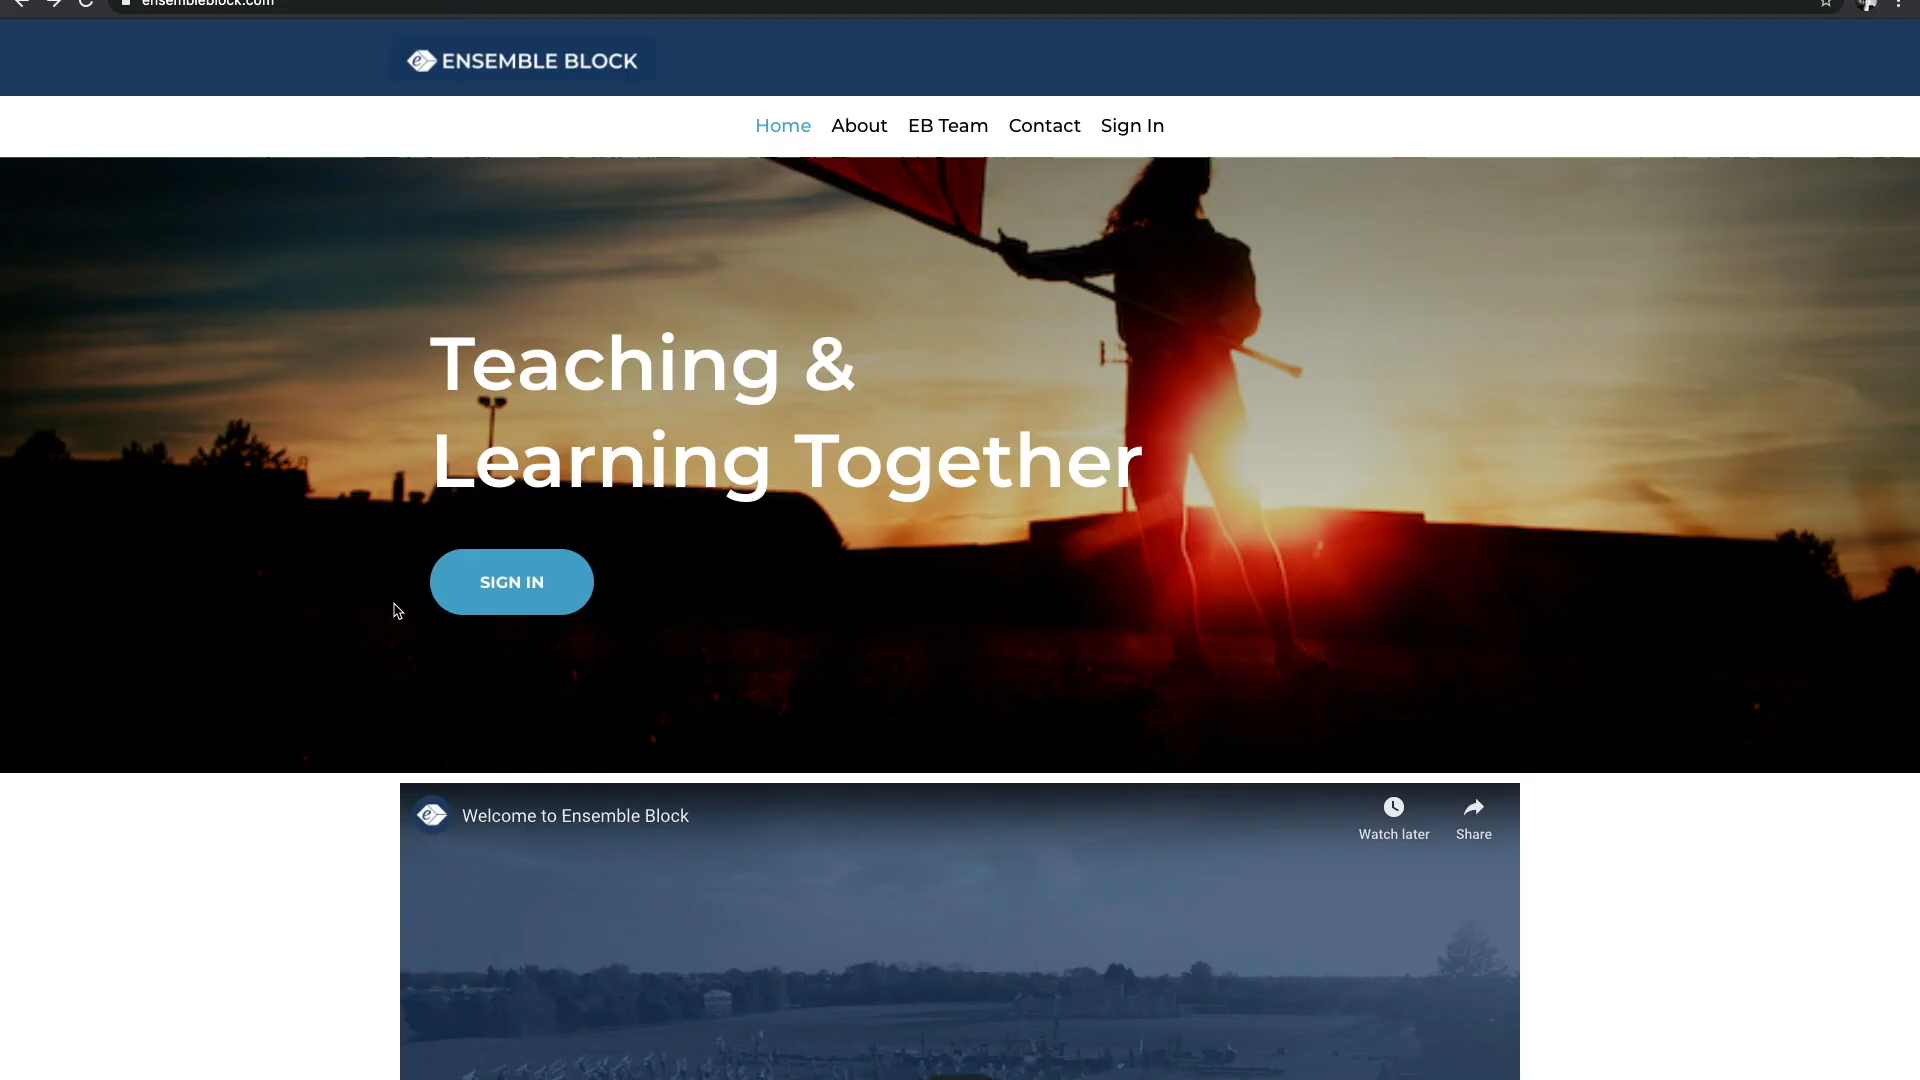 ensembleblock.com
ENSEMBLE BLOCK
Home About EB Team Contact Sign In
Teaching &
Learning Together
SIGN IN
Welcome to Ensemble Block
Watch later Share